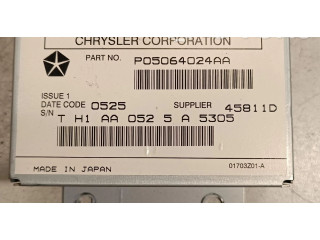 CHRYSLER CORPORATION
PART NO. P05064024AA
ISSUE 1
DATE CODE 0525 SUPPLIER 45811D
S/N
T H1 AA 052 5 A 5305
MADE IN JAPAN 01703Z01-A